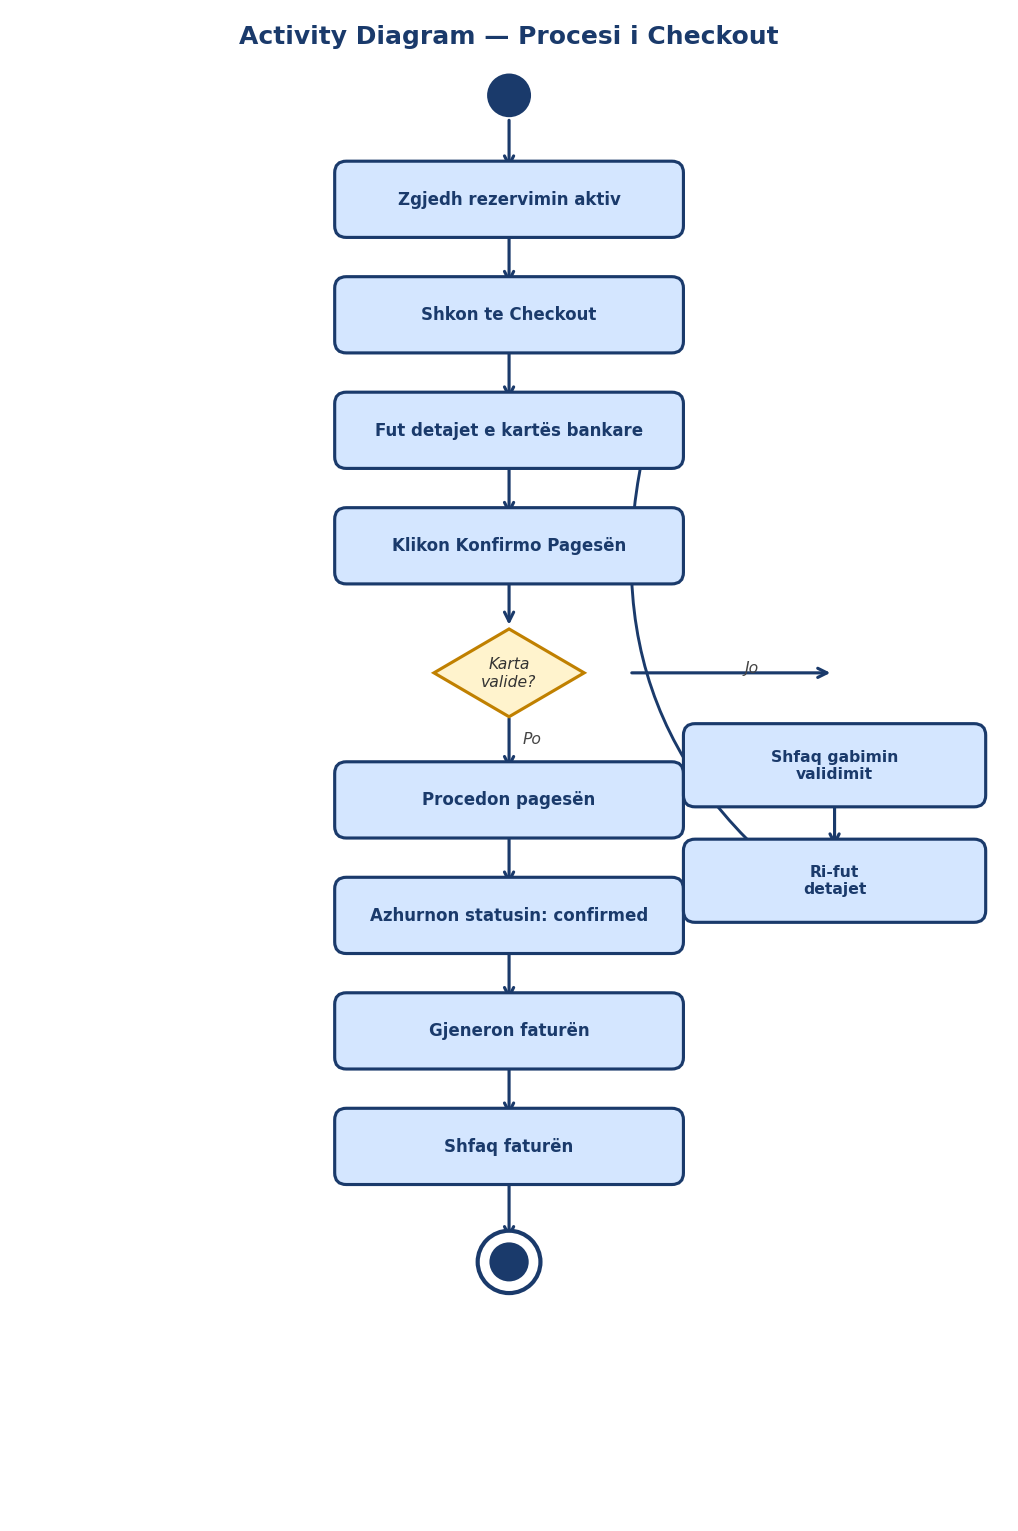 Activity Diagram — Procesi i Checkout
Zgjedh rezervimin aktiv
Shkon te Checkout
Fut detajet e kartës bankare
Klikon Konfirmo Pagesën
Karta
valide?
Jo
Po
Shfaq gabimin
validimit
Procedon pagesën
Ri-fut
detajet
Azhurnon statusin: confirmed
Gjeneron faturën
Shfaq faturën